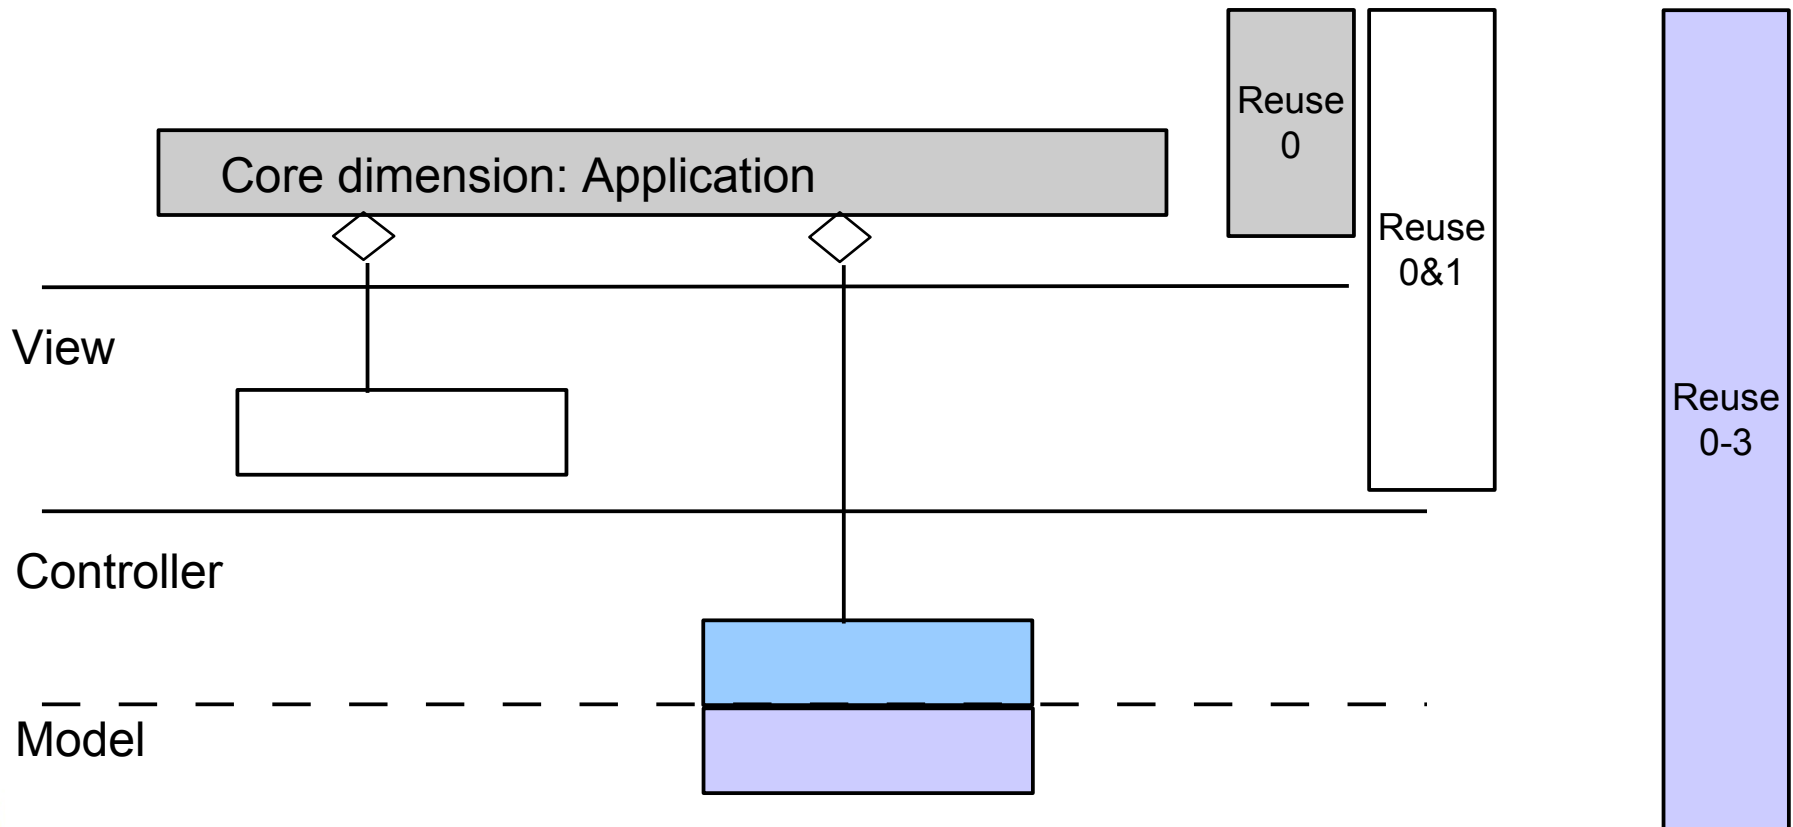 Core dimension: Application
Reuse
0
Reuse
0&1
Reuse
0-3
View
Controller
Model